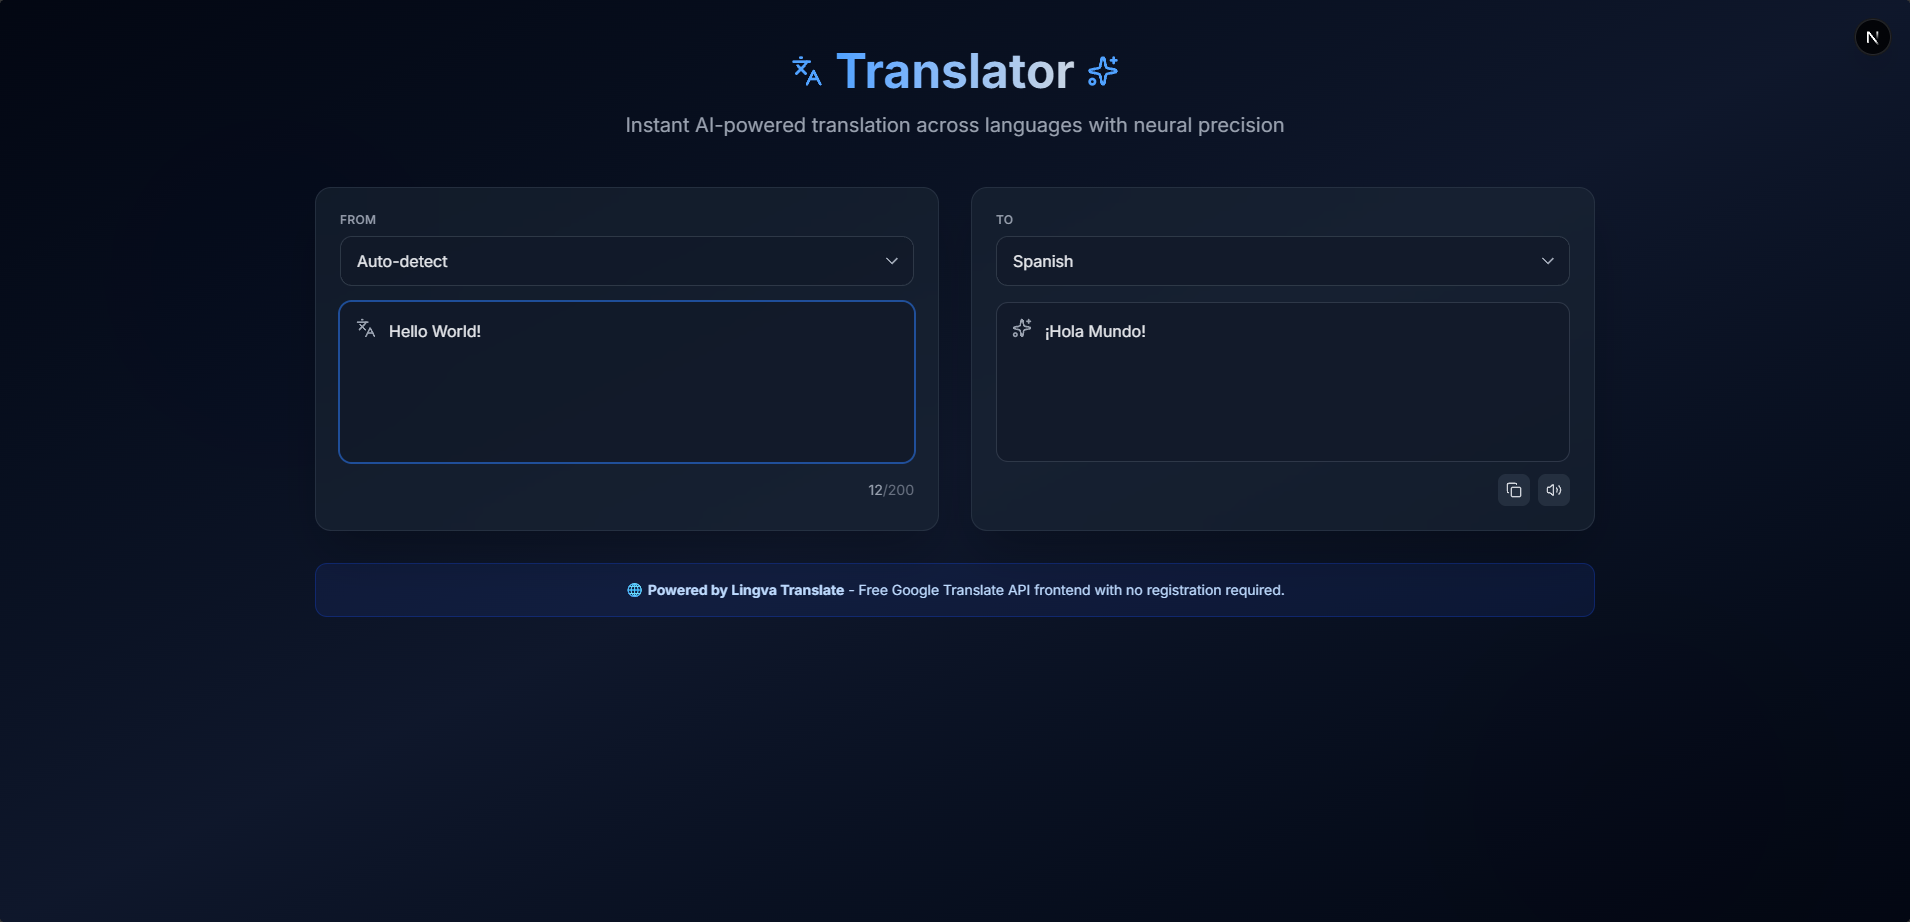 Translator
Instant AI-powered translation across languages with neural precision
FROM
Auto-detect
Hello World!
12/200
TO
Spanish
¡Hola Mundo!
Powered by Lingva Translate - Free Google Translate API frontend with no registration required.
N